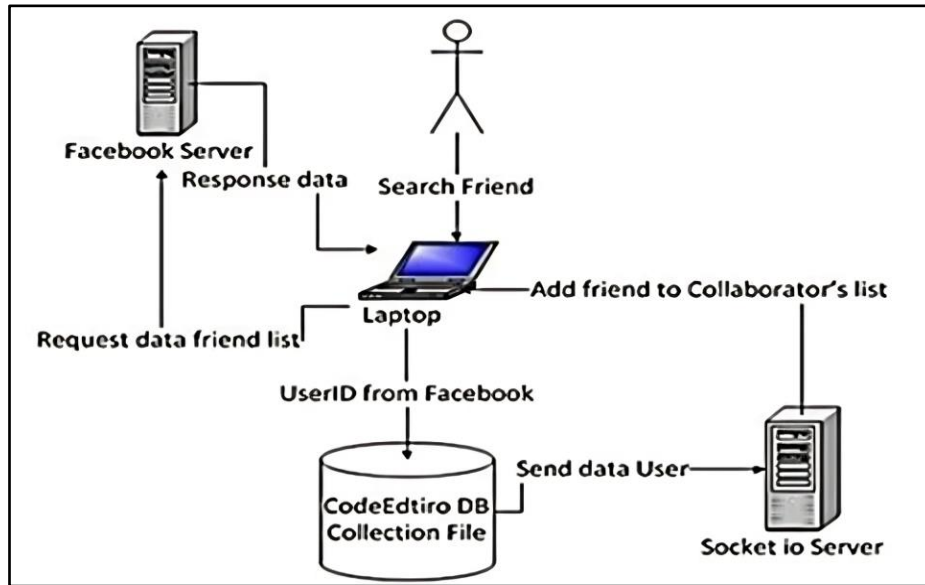 Facebook Server
Response data
Search Friend
Add friend to Collaborator's list
Laptop
Request data friend list
UserID from Facebook
Send data User
CodeEdtiro DB
Collection File
Socket io Server